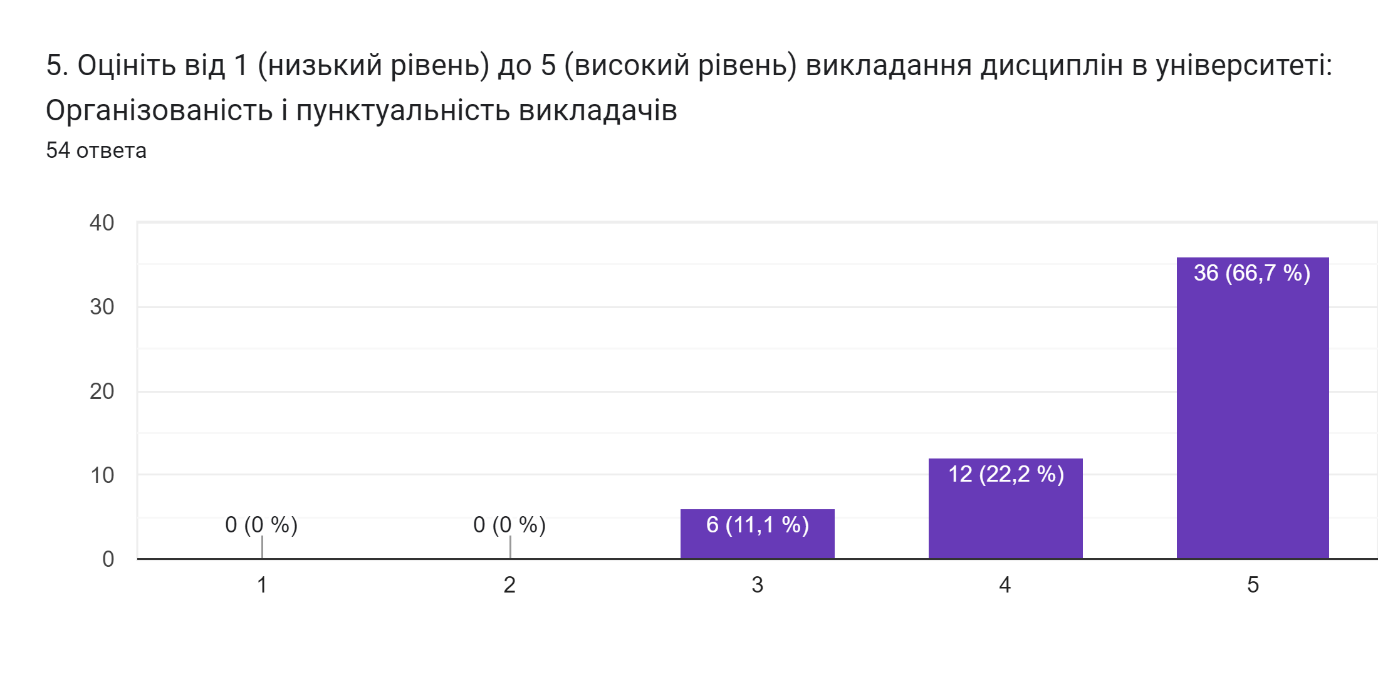 5. Оцініть від 1 (низький рівень) до 5 (високий рівень) викладання дисциплін в університеті:
Організованість і пунктуальність викладачів
54 ответа
40
30
20
10
0
0 (0 %)
0 (0 %)
6 (11,1 %)
12 (22,2 %)
36 (66,7 %)
1
2
3
4
5